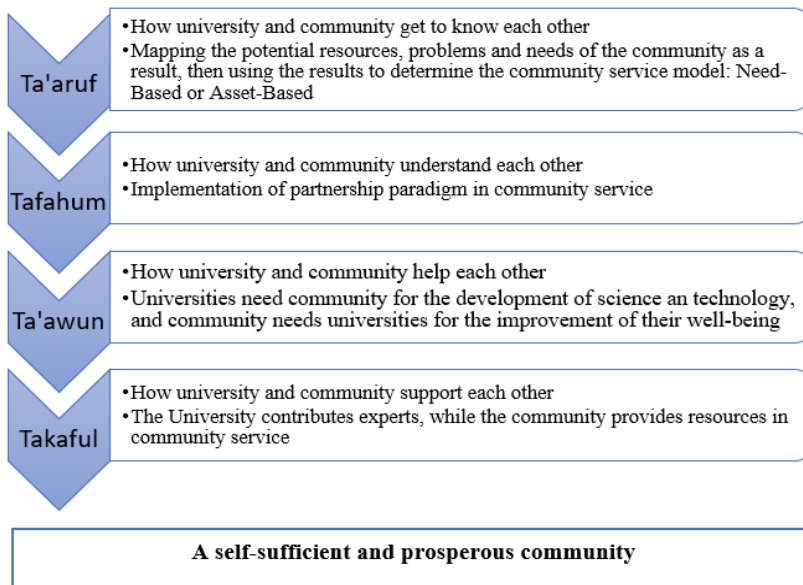 Ta'aruf
•How university and community get to know each other
•Mapping the potential resources, problems and needs of the community as a
result, then using the results to determine the community service model: Need-
Based or Asset-Based
Tafahum
•How university and community understand each other
•Implementation of partnership paradigm in community service
Ta'awun
•How university and community help each other
•Universities need community for the development of science an technology,
and community needs universities for the improvement of their well-being
Takaful
•How university and community support each other
•The University contributes experts, while the community provides resources in
community service
A self-sufficient and prosperous community